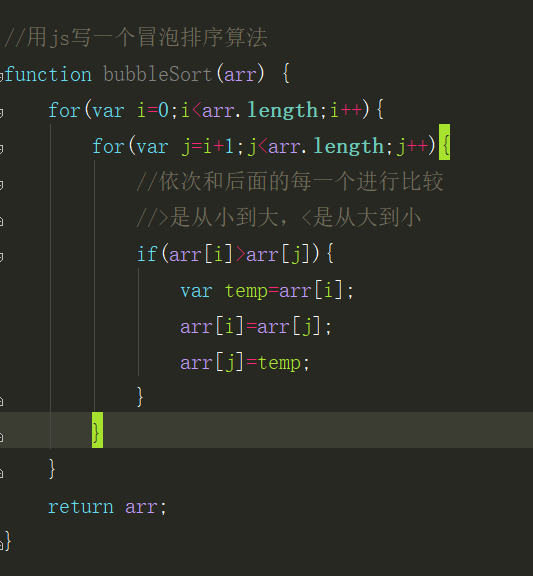 //用js写一个冒泡排序算法
function bubbleSort(arr) {
for(var i=0;i<arr.length;i++){
for(var j=i+1;j<arr.length;j++){
//依次和后面的每一个进行比较
//>是从小到大，<是从大到小
if(arr[i]>arr[j]){
var temp=arr[i];
arr[i]=arr[j];
arr[j]=temp;
}
}
}
return arr;
}